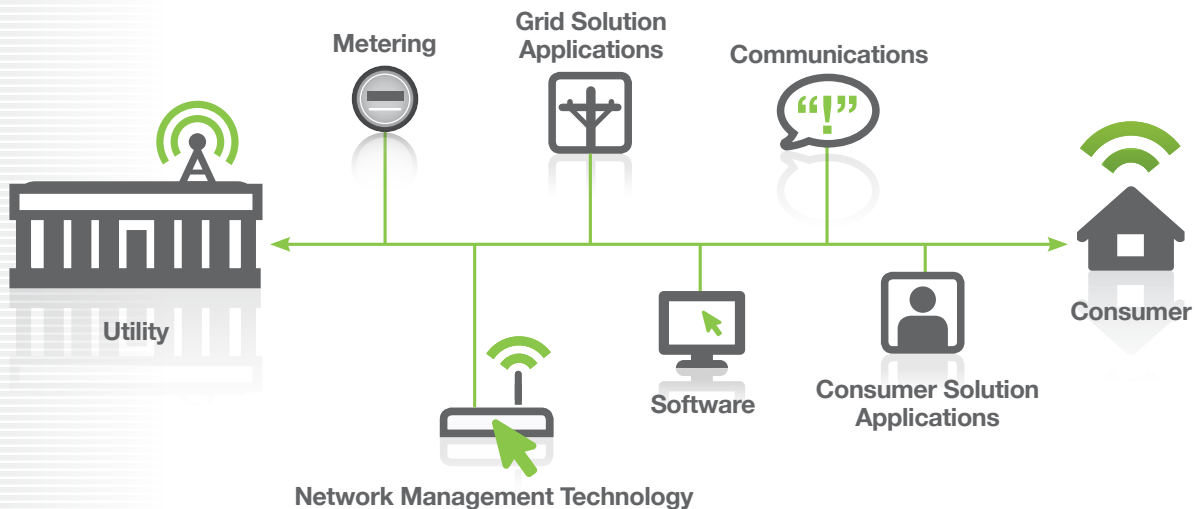 Metering
Grid Solution
Applications
Communications
“!”
Utility
Consumer
Software
Consumer Solution
Applications
Network Management Technology